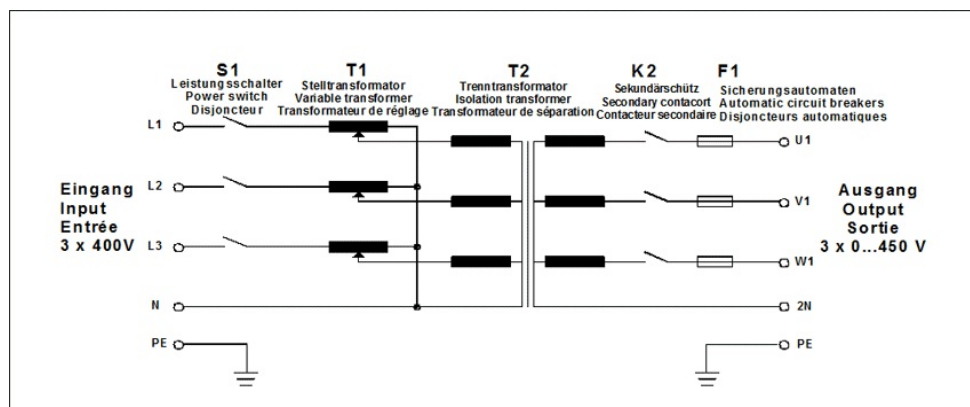 S1
Leistungsschalter
Power switch
Disjoncteur
T1
Stelltransformator
Variable transformer
Transformateur de réglage
T2
Trenntransformator
Isolation transformer
Transformateur de séparation
K2
Sekundärschütz
Secondary contacort
Contacteur secondaire
F1
Sicherungsautomaten
Automatic circuit breakers
Disjoncteurs automatiques
Eingang
Input
Entrée
3 x 400V
L1
L2
L3
N
PE
U1
V1
W1
2N
PE
Ausgang
Output
Sortie
3 x 0...450 V